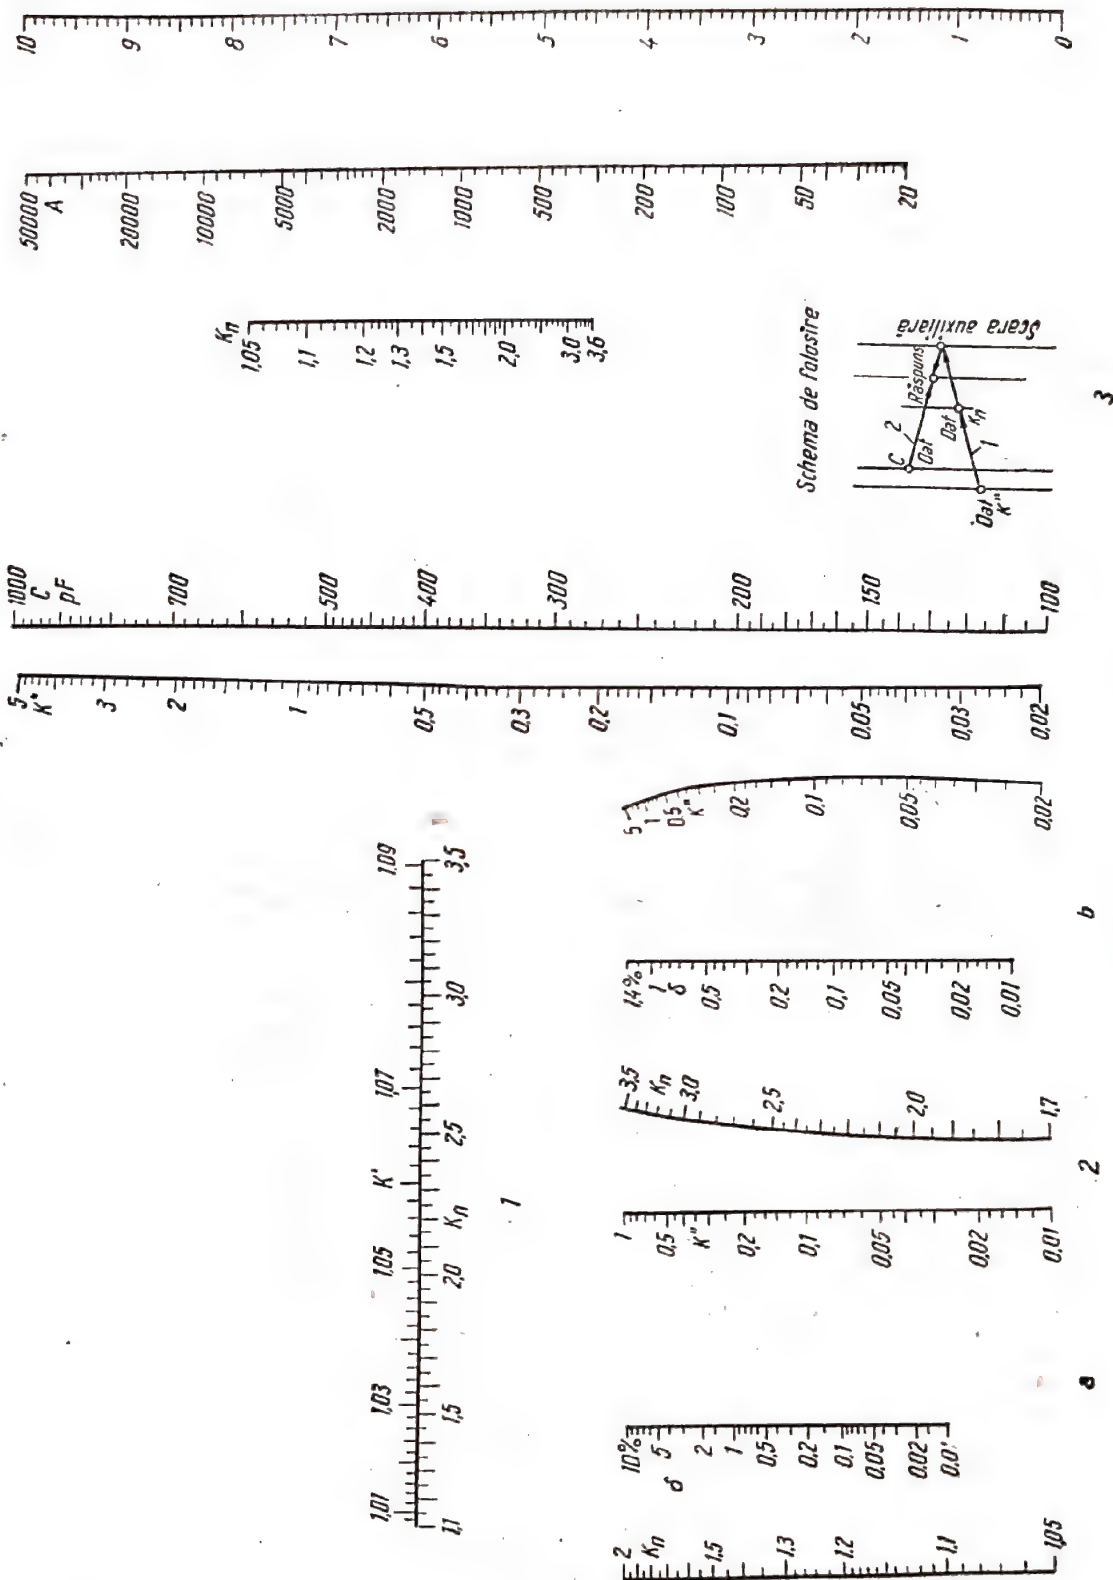 10 9 8 7 6 5 4 3 2 1 0
50000 20000 10000 5000 2000 1000 500 200 100 50 20
A
Kn
1,05 1,1 1,2 1,3 1,5 2,0 3,0 3,6
Schema de folosire
Scara auxiliară
Răspuns
C
2
Dat
Dat
Kn
1
Dat
K"
3
1000 700 500 400 300 200 150 100
C
pF
5 3 2 1 0,5 0,3 0,2 0,1 0,05 0,03 0,02
K"
1,01 1,03 1,05 K' 1,07 1,09
1,1 1,5 2,0 Kn 2,5 3,0 3,5
1
5 1 0,5 K" 0,2 0,1 0,05 0,02
1,4% 1 δ 0,5 0,2 0,1 0,05 0,02 0,01
b
3,5 Kn 3,0 2,5 2,0 1,7
2
1 0,5 K" 0,2 0,1 0,05 0,02 0,01
10% 5 2 1 0,5 0,2 0,1 0,05 0,02 0,01
δ
a
2 Kn 1,5 1,3 1,2 1,1 1,05